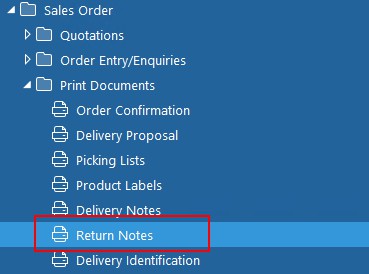 Sales Order
Quotations
Order Entry/Enquiries
Print Documents
Order Confirmation
Delivery Proposal
Picking Lists
Product Labels
Delivery Notes
Return Notes
Delivery Identification